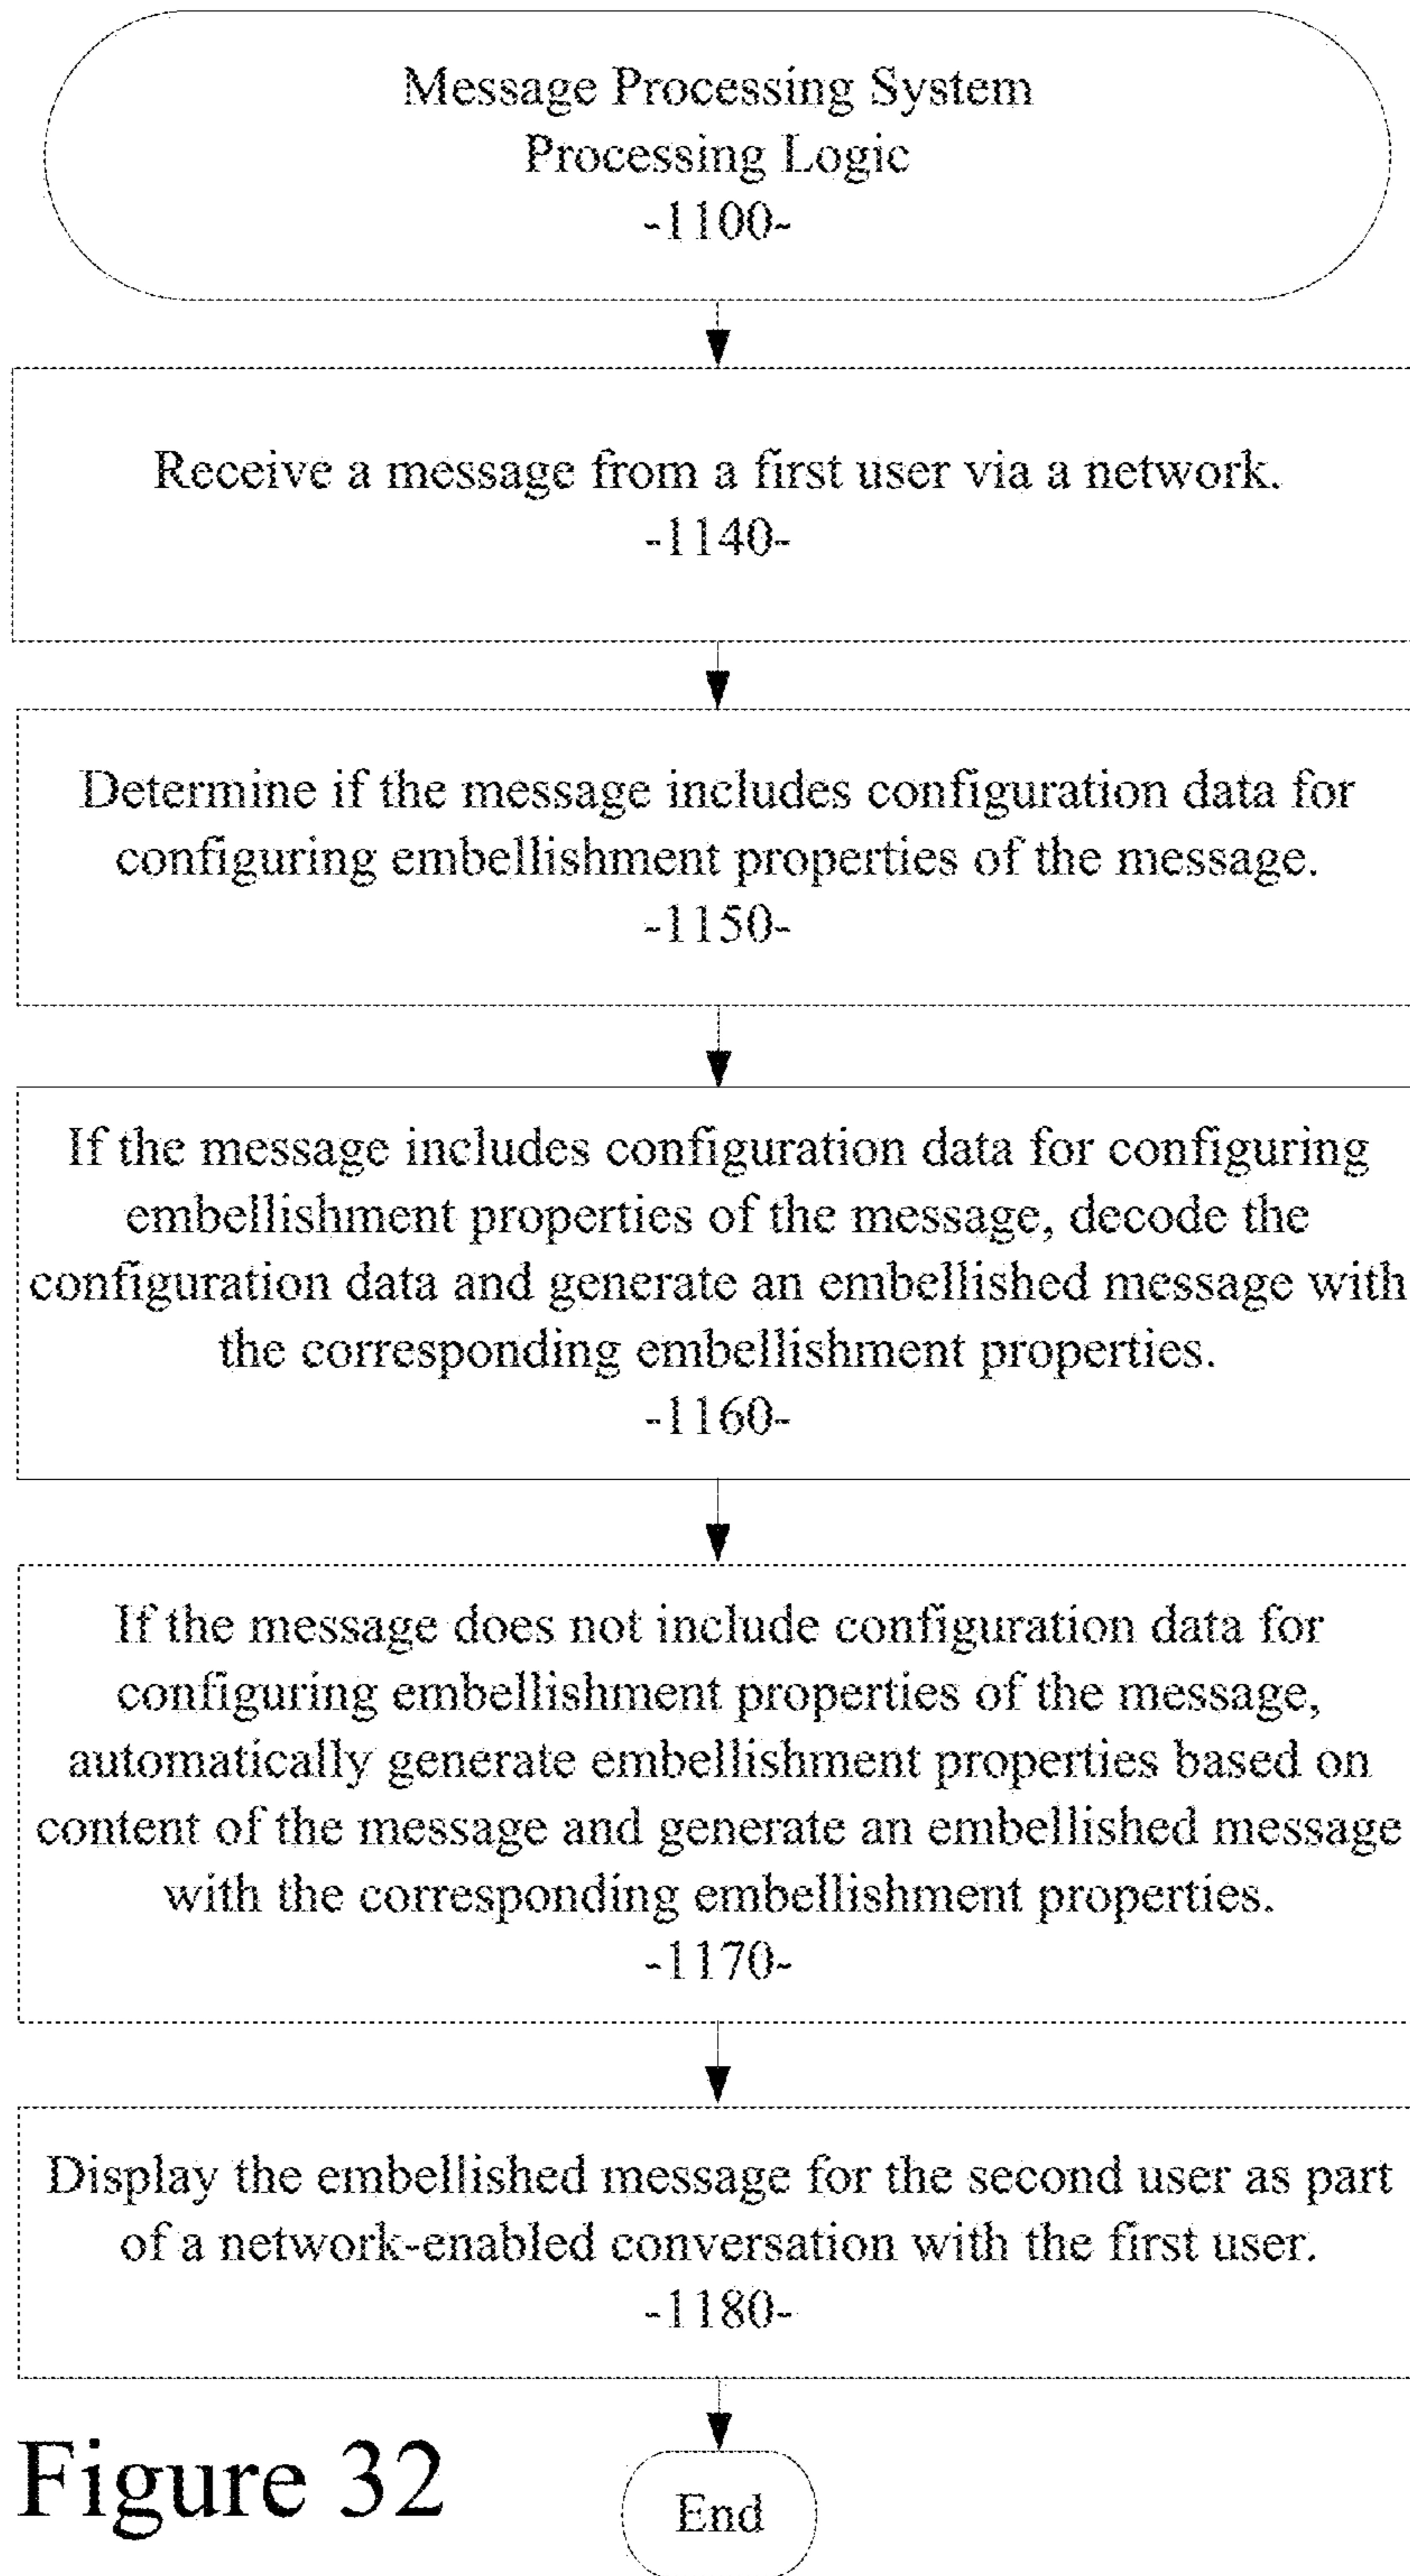 Message Processing System
Processing Logic
-1100-
Receive a message from a first user via a network.
-1140-
Determine if the message includes configuration data for
configuring embellishment properties of the message.
-1150-
If the message includes configuration data for configuring
embellishment properties of the message, decode the
configuration data and generate an embellished message with
the corresponding embellishment properties.
-1160-
If the message does not include configuration data for
configuring embellishment properties of the message,
automatically generate embellishment properties based on
content of the message and generate an embellished message
with the corresponding embellishment properties.
-1170-
Display the embellished message for the second user as part
of a network-enabled conversation with the first user.
-1180-
Figure 32
End